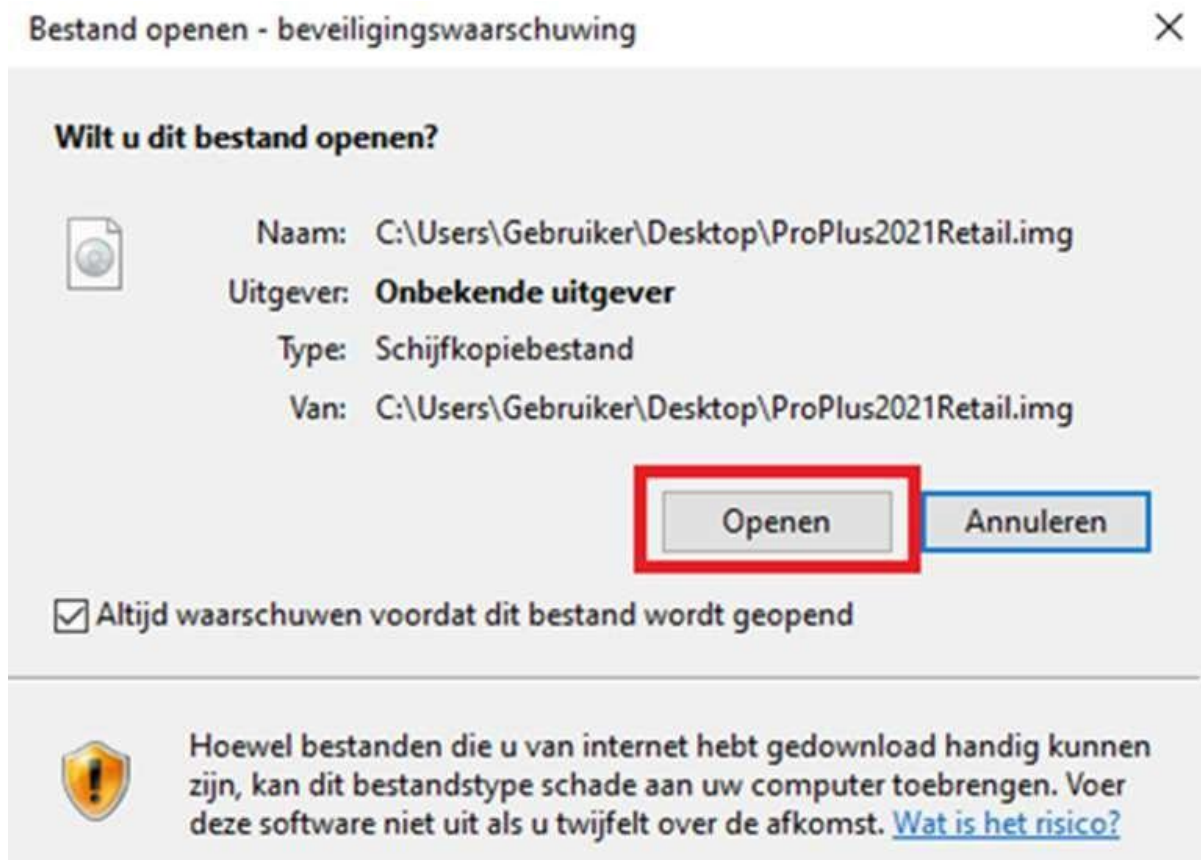 Bestand openen - beveiligingswaarschuwing
Wilt u dit bestand openen?
Naam: C:\Users\Gebruiker\Desktop\ProPlus2021Retail.img
Uitgever: Onbekende uitgever
Type: Schijfkopiebestand
Van: C:\Users\Gebruiker\Desktop\ProPlus2021Retail.img
Openen Annuleren
Altijd waarschuwen voordat dit bestand wordt geopend
Hoewel bestanden die u van internet hebt gedownload handig kunnen
zijn, kan dit bestandstype schade aan uw computer toebrengen. Voer
deze software niet uit als u twijfelt over de afkomst. Wat is het risico?